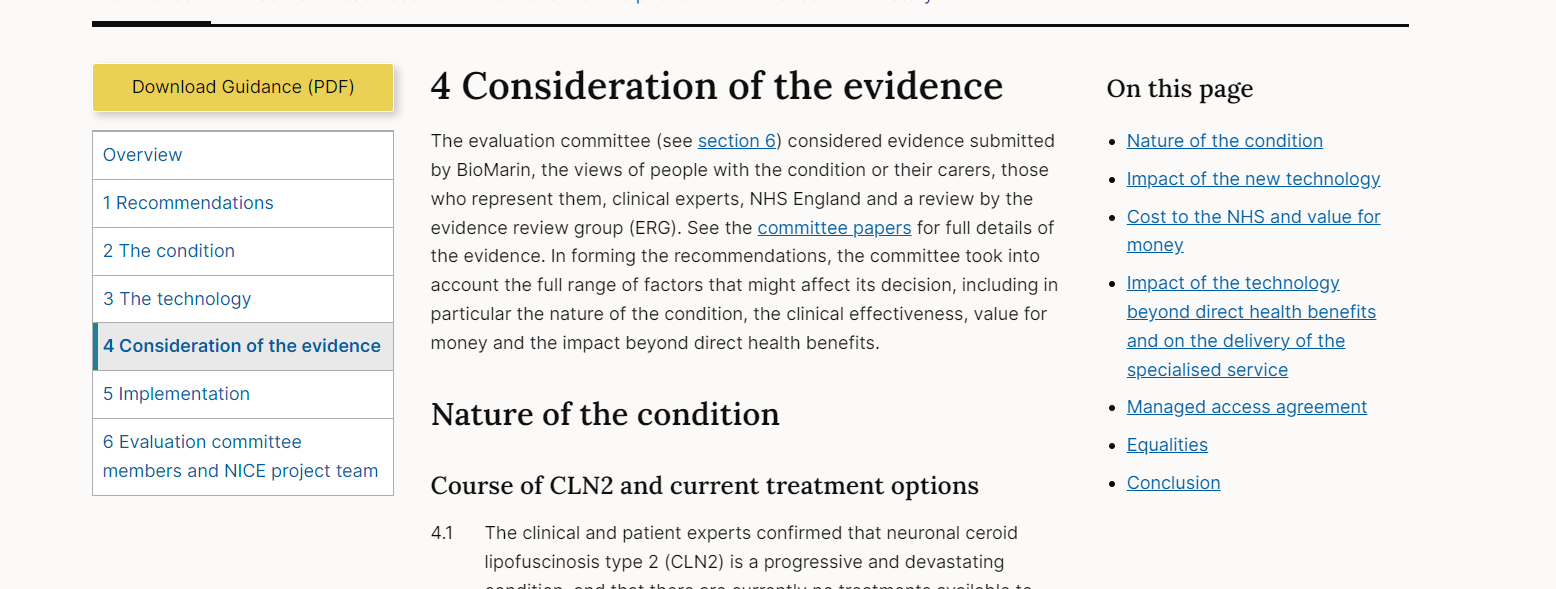 Download Guidance (PDF)
Overview
1 Recommendations
2 The condition
3 The technology
4 Consideration of the evidence
5 Implementation
6 Evaluation committee
members and NICE project team
4 Consideration of the evidence
The evaluation committee (see section 6) considered evidence submitted
by BioMarin, the views of people with the condition or their carers, those
who represent them, clinical experts, NHS England and a review by the
evidence review group (ERG). See the committee papers for full details of
the evidence. In forming the recommendations, the committee took into
account the full range of factors that might affect its decision, including in
particular the nature of the condition, the clinical effectiveness, value for
money and the impact beyond direct health benefits.
Nature of the condition
Course of CLN2 and current treatment options
4.1 The clinical and patient experts confirmed that neuronal ceroid
lipofuscinosis type 2 (CLN2) is a progressive and devastating
condition, and that there are currently no treatments available to
On this page
Nature of the condition
Impact of the new technology
Cost to the NHS and value for
money
Impact of the technology
beyond direct health benefits
and on the delivery of the
specialised service
Managed access agreement
Equalities
Conclusion